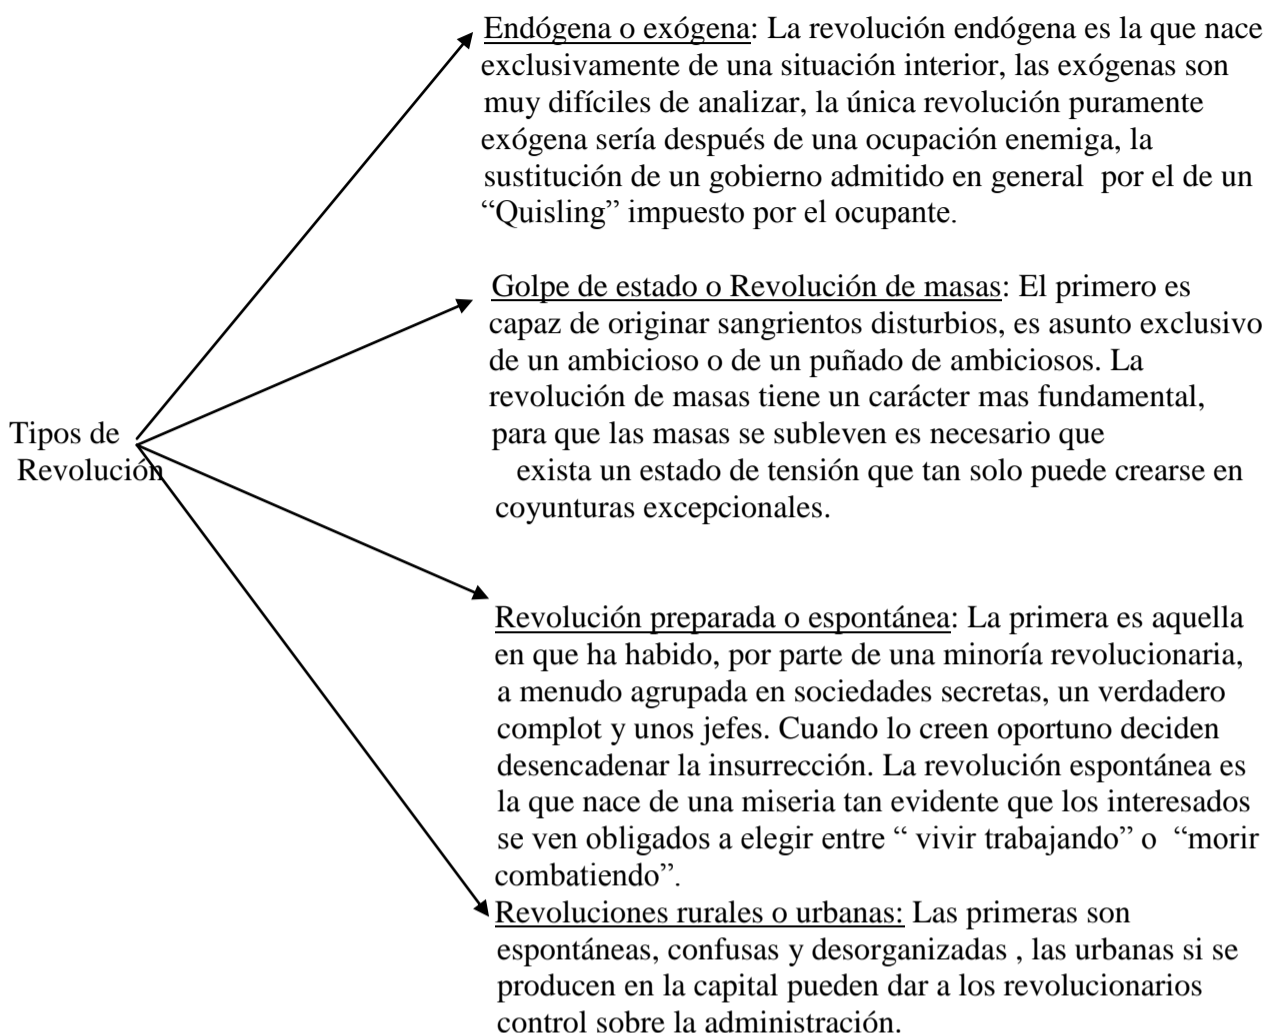 Endógena o exógena: La revolución endógena es la que nace
exclusivamente de una situación interior, las exógenas son
muy difíciles de analizar, la única revolución puramente
exógena sería después de una ocupación enemiga, la
sustitución de un gobierno admitido en general  por el de un
“Quisling” impuesto por el ocupante.
Golpe de estado o Revolución de masas: El primero es
capaz de originar sangrientos disturbios, es asunto exclusivo
de un ambicioso o de un puñado de ambiciosos. La
revolución de masas tiene un carácter mas fundamental,
para que las masas se subleven es necesario que
exista un estado de tensión que tan solo puede crearse en
coyunturas excepcionales.
Tipos de
Revolución
Revolución preparada o espontánea: La primera es aquella
en que ha habido, por parte de una minoría revolucionaria,
a menudo agrupada en sociedades secretas, un verdadero
complot y unos jefes. Cuando lo creen oportuno deciden
desencadenar la insurrección. La revolución espontánea es
la que nace de una miseria tan evidente que los interesados
se ven obligados a elegir entre “ vivir trabajando” o  “morir
combatiendo”.
Revoluciones rurales o urbanas: Las primeras son
espontáneas, confusas y desorganizadas , las urbanas si se
producen en la capital pueden dar a los revolucionarios
control sobre la administración.